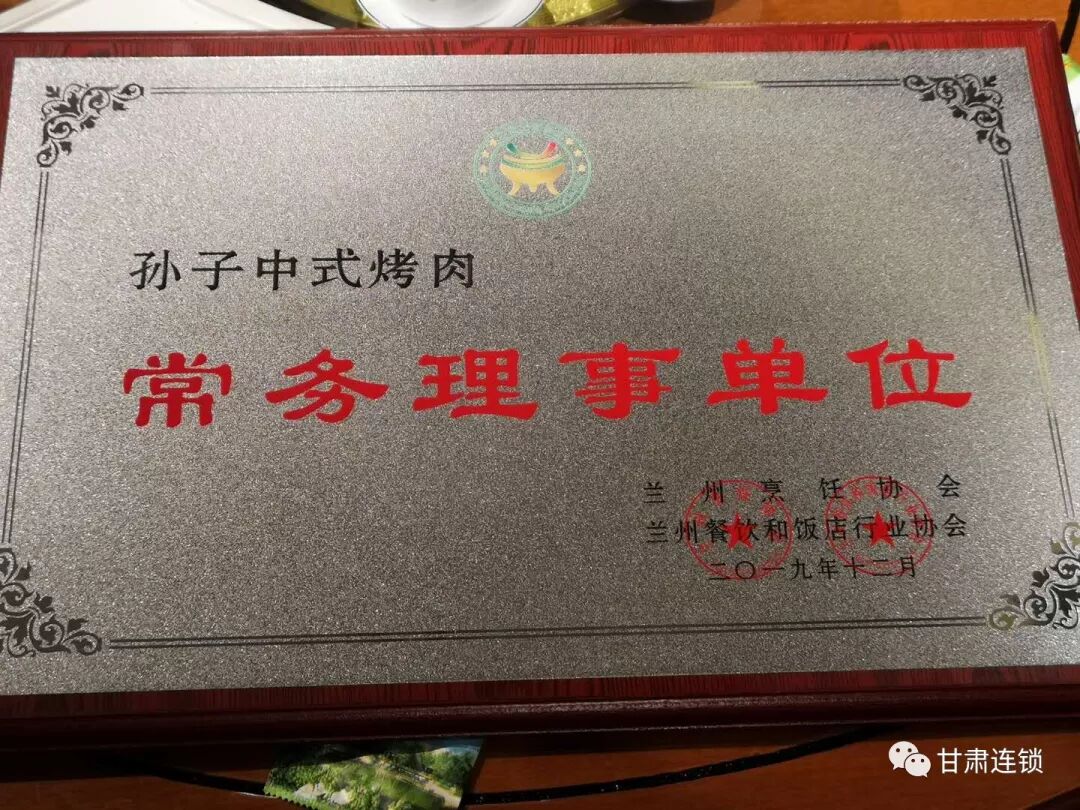 孙子中式烤肉
常务理事单位
兰州烹饪协会
兰州餐饮和饭店行业协会
二〇一九年十二月
甘肃连锁